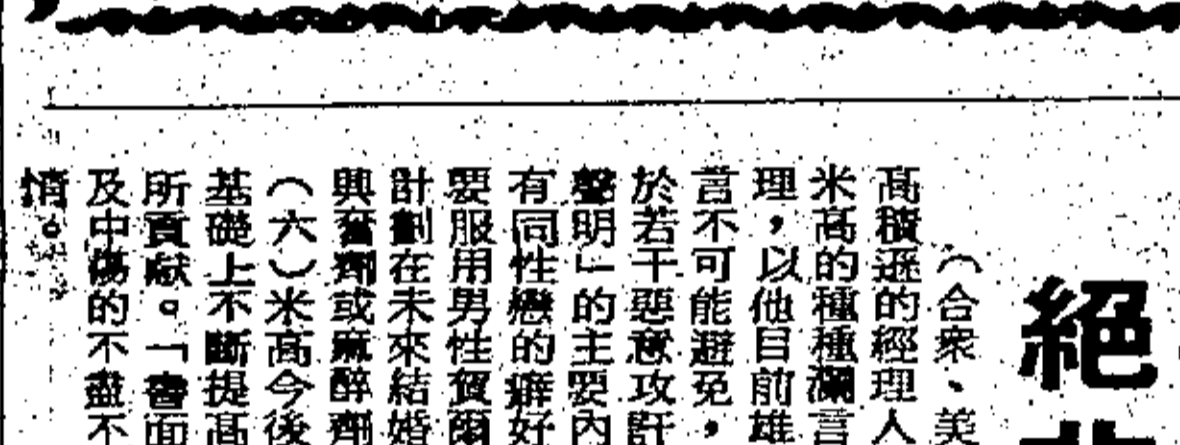 絕
（合衆、美
高積遜的經理人
米高的種種讕言
理，以他目前雄
言不可能避免，
於若干惡意攻訐
聲明」的主要內
有同性戀的癖好
要服用男性賀爾
計劃在未來結婚
興奮劑或麻醉劑
（六）米高今後
基礎上不斷提高
所貢献。「書面
及中傷的不盡不
情。